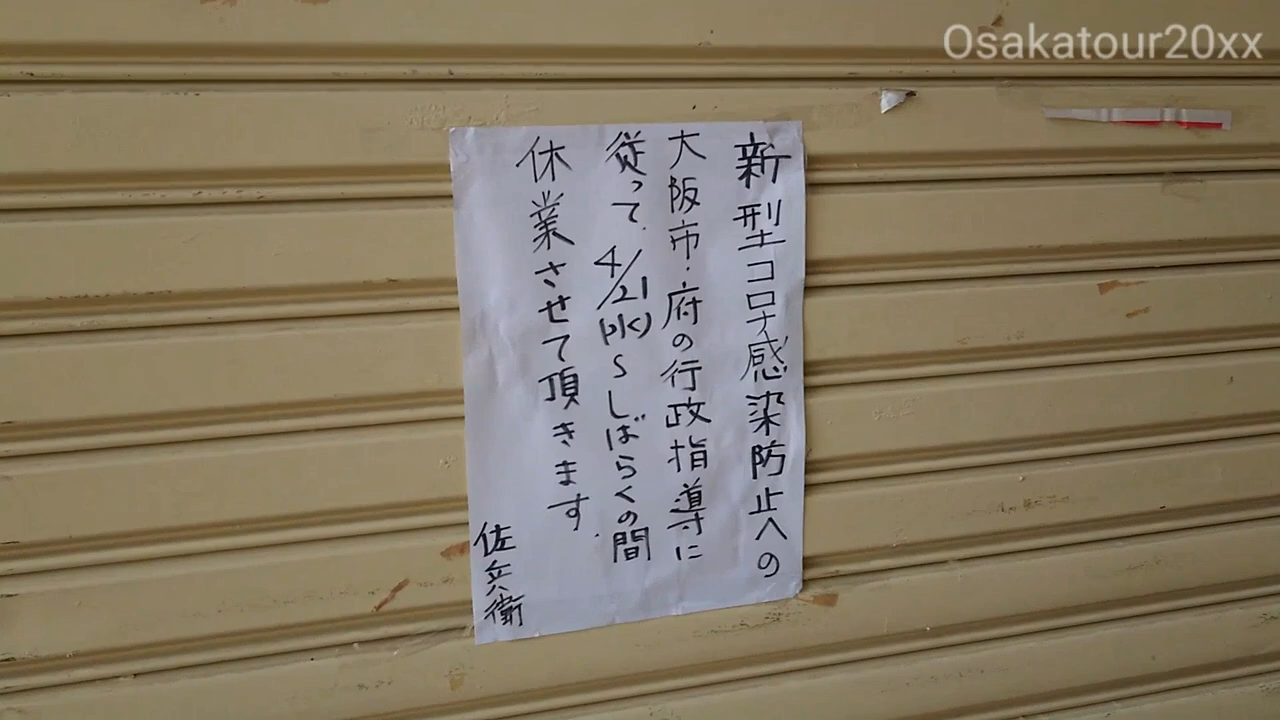 Osakatour20xx
新型コロナ感染防止への
大阪市・府の行政指導に
従って、4/21(水)〜しばらくの間
休業させて頂きます.
佐兵衛